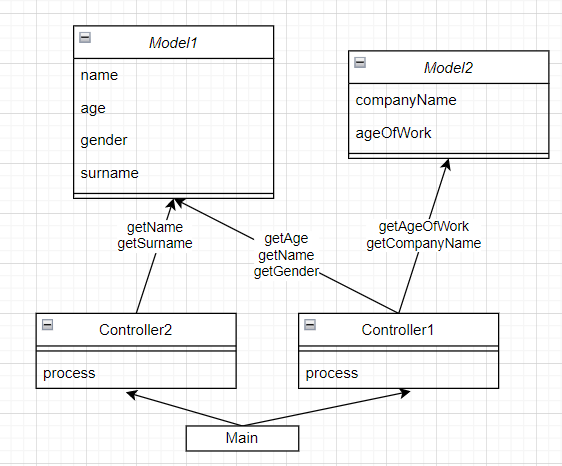 Model1
name
age
gender
surname
Model2
companyName
ageOfWork
getName
getSurname
getAge
getName
getGender
getAgeOfWork
getCompanyName
Controller2
process
Controller1
process
Main